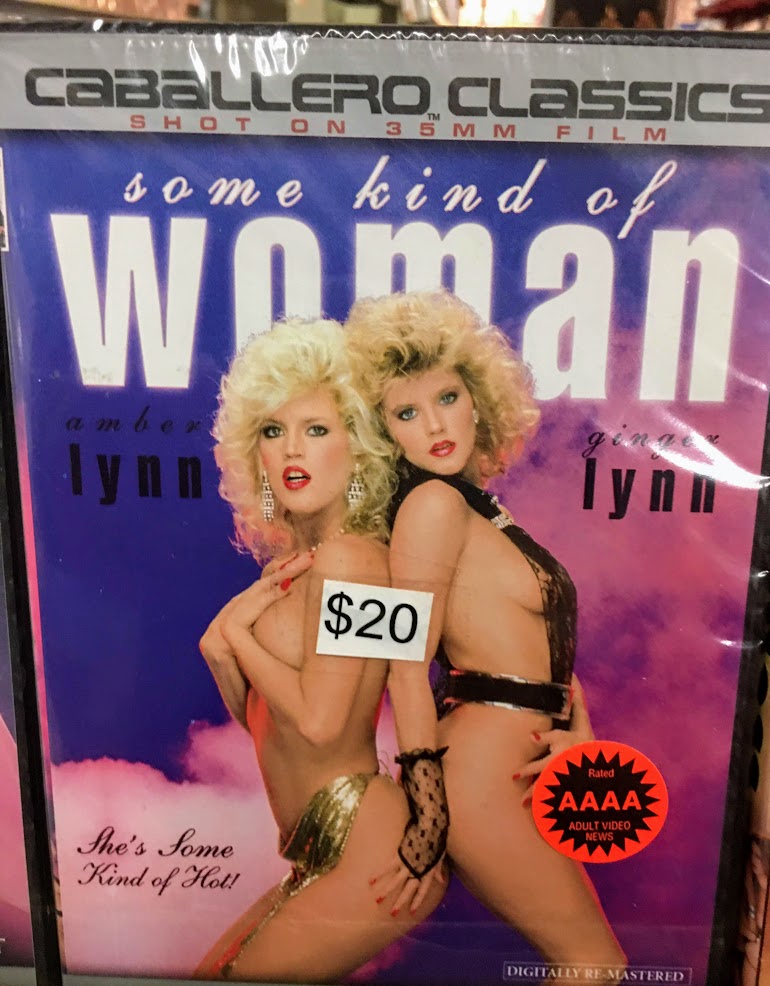 CABALLERO CLASSICS
TM
SHOT ON 35MM FILM
some kind of
woman
amber
lynn
ginger
lynn
$20
Rated
AAAA
ADULT VIDEO
NEWS
She's Some
Kind of Hot!
DIGITALLY RE-MASTERED